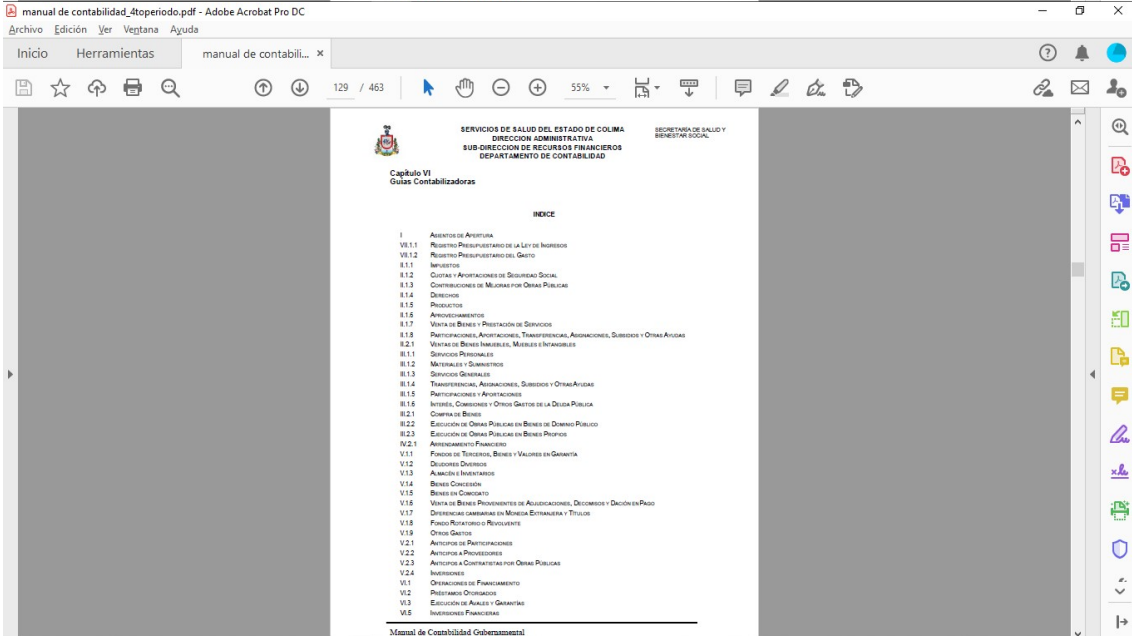 manual de contabilidad_4toperiodo.pdf - Adobe Acrobat Pro DC
Archivo Edición Ver Ventana Ayuda
Inicio Herramientas manual de contabili... ×
129 / 463 55%
SERVICIOS DE SALUD DEL ESTADO DE COLIMA
DIRECCION ADMINISTRATIVA
SUB-DIRECCION DE RECURSOS FINANCIEROS
DEPARTAMENTO DE CONTABILIDAD
SECRETARÍA DE SALUD Y
BIENESTAR SOCIAL
Capítulo VI
Guías Contabilizadoras
INDICE
I ASIENTOS DE APERTURA
VII.1.1 REGISTRO PRESUPUESTARIO DE LA LEY DE INGRESOS
VII.1.2 REGISTRO PRESUPUESTARIO DEL GASTO
II.1.1 IMPUESTOS
II.1.2 CUOTAS Y APORTACIONES DE SEGURIDAD SOCIAL
II.1.3 CONTRIBUCIONES DE MEJORAS POR OBRAS PÚBLICAS
II.1.4 DERECHOS
II.1.5 PRODUCTOS
II.1.6 APROVECHAMIENTOS
II.1.7 VENTA DE BIENES Y PRESTACIÓN DE SERVICIOS
II.1.8 PARTICIPACIONES, APORTACIONES, TRANSFERENCIAS, ASIGNACIONES, SUBSIDIOS Y OTRAS AYUDAS
II.2.1 VENTAS DE BIENES INMUEBLES, MUEBLES E INTANGIBLES
III.1.1 SERVICIOS PERSONALES
III.1.2 MATERIALES Y SUMINISTROS
III.1.3 SERVICIOS GENERALES
III.1.4 TRANSFERENCIAS, ASIGNACIONES, SUBSIDIOS Y OTRAS AYUDAS
III.1.5 PARTICIPACIONES Y APORTACIONES
III.1.6 INTERÉS, COMISIONES Y OTROS GASTOS DE LA DEUDA PÚBLICA
III.2.1 COMPRA DE BIENES
III.2.2 EJECUCIÓN DE OBRAS PÚBLICAS EN BIENES DE DOMINIO PÚBLICO
III.2.3 EJECUCIÓN DE OBRAS PÚBLICAS EN BIENES PROPIOS
IV.2.1 ARRENDAMIENTO FINANCIERO
V.1.1 FONDOS DE TERCEROS, BIENES Y VALORES EN GARANTÍA
V.1.2 DEUDORES DIVERSOS
V.1.3 ALMACÉN E INVENTARIOS
V.1.4 BIENES CONCESIÓN
V.1.5 BIENES EN COMODATO
V.1.6 VENTA DE BIENES PROVENIENTES DE ADJUDICACIONES, DECOMISOS Y DACIÓN EN PAGO
V.1.7 DIFERENCIAS CAMBIARIAS EN MONEDA EXTRANJERA Y TÍTULOS
V.1.8 FONDO ROTATORIO O REVOLVENTE
V.1.9 OTROS GASTOS
V.2.1 ANTICIPOS DE PARTICIPACIONES
V.2.2 ANTICIPOS A PROVEEDORES
V.2.3 ANTICIPOS A CONTRATISTAS POR OBRAS PÚBLICAS
V.2.4 INVERSIONES
VI.1 OPERACIONES DE FINANCIAMIENTO
VI.2 PRÉSTAMOS OTORGADOS
VI.3 EJECUCIÓN DE AVALES Y GARANTÍAS
VI.5 INVERSIONES FINANCIERAS
Manual de Contabilidad Gubernamental